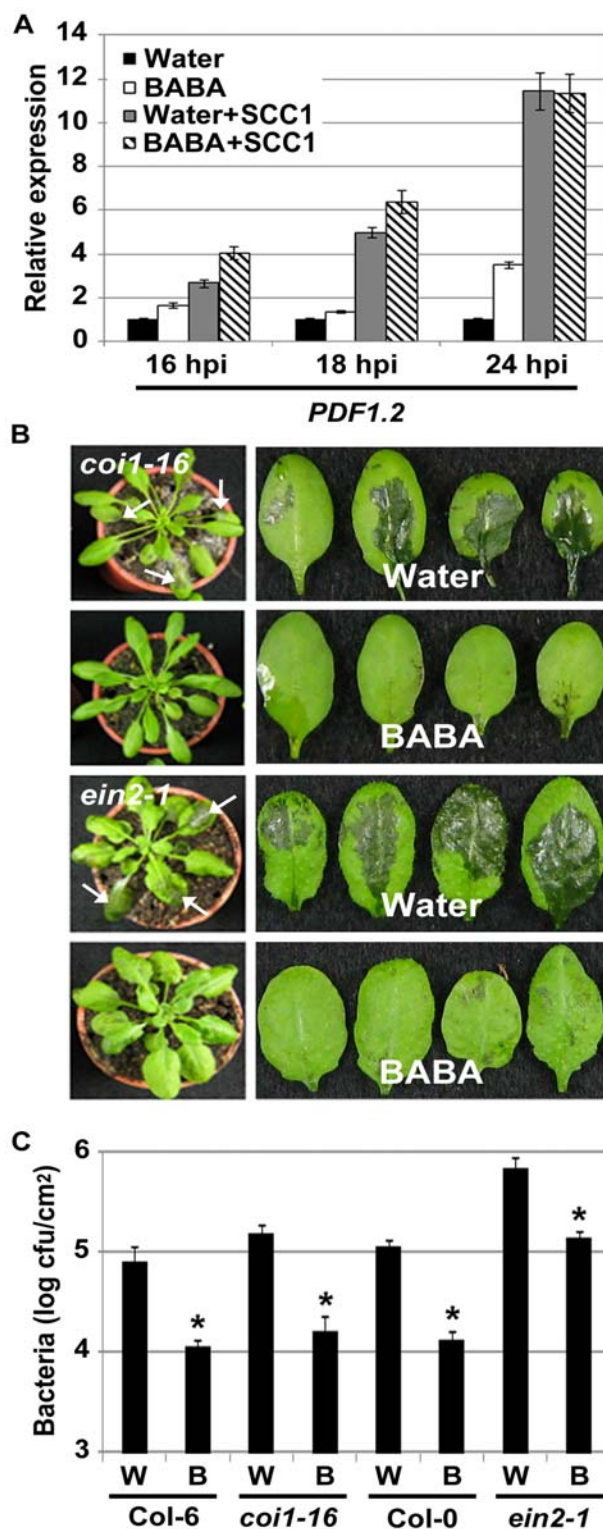 A
14
12
10
8
6
4
2
0
Relative expression
Water
BABA
Water+SCC1
BABA+SCC1
16 hpi 18 hpi 24 hpi
PDF1.2
B
coi1-16
Water
BABA
ein2-1
Water
BABA
C
6
5
4
3
Bacteria (log cfu/cm²)
* * * *
W B W B W B W B
Col-6 coi1-16 Col-0 ein2-1